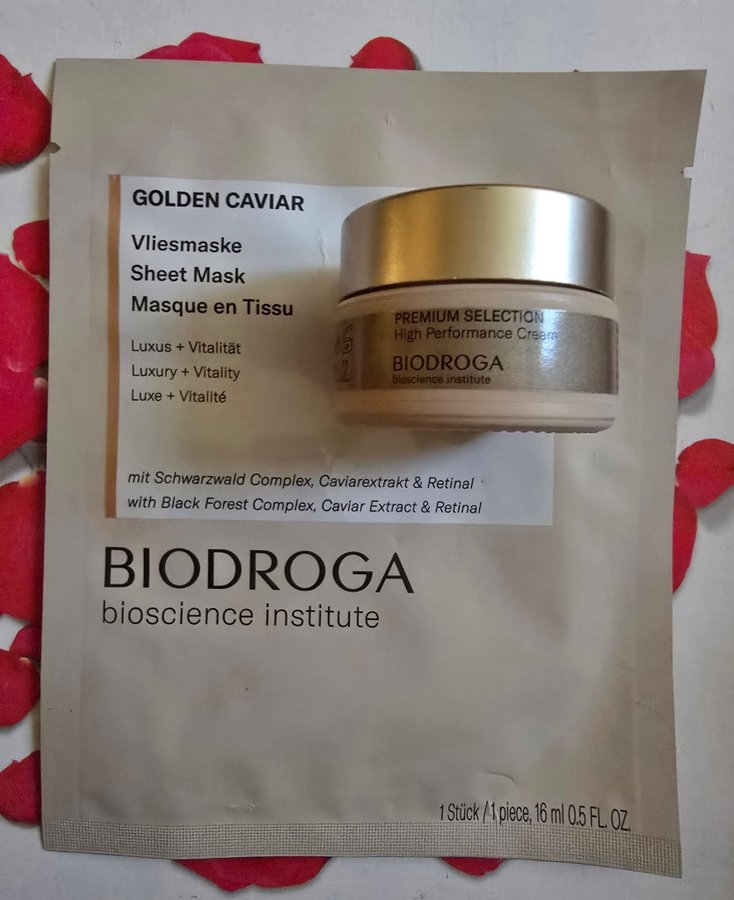 GOLDEN CAVIAR
Vliesmaske
Sheet Mask
Masque en Tissu
Luxus + Vitalität
Luxury + Vitality
Luxe + Vitalité
mit Schwarzwald Complex, Caviarextrakt & Retinal
with Black Forest Complex, Caviar Extract & Retinal
BIODROGA
bioscience institute
1 Stück / 1 piece, 16 ml 0.5 FL. OZ.
PREMIUM SELECTION
High Performance Cream
BIODROGA
bioscience institute